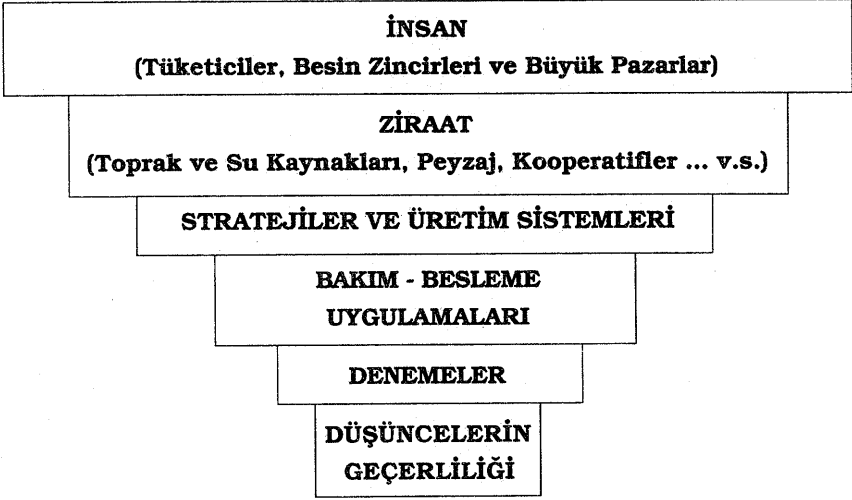 İNSAN
(Tüketiciler, Besin Zincirleri ve Büyük Pazarlar)
ZİRAAT
(Toprak ve Su Kaynakları, Peyzaj, Kooperatifler ... v.s.)
STRATEJİLER VE ÜRETİM SİSTEMLERİ
BAKIM - BESLEME
UYGULAMALARI
DENEMELER
DÜŞÜNCELERİN
GEÇERLİLİĞİ